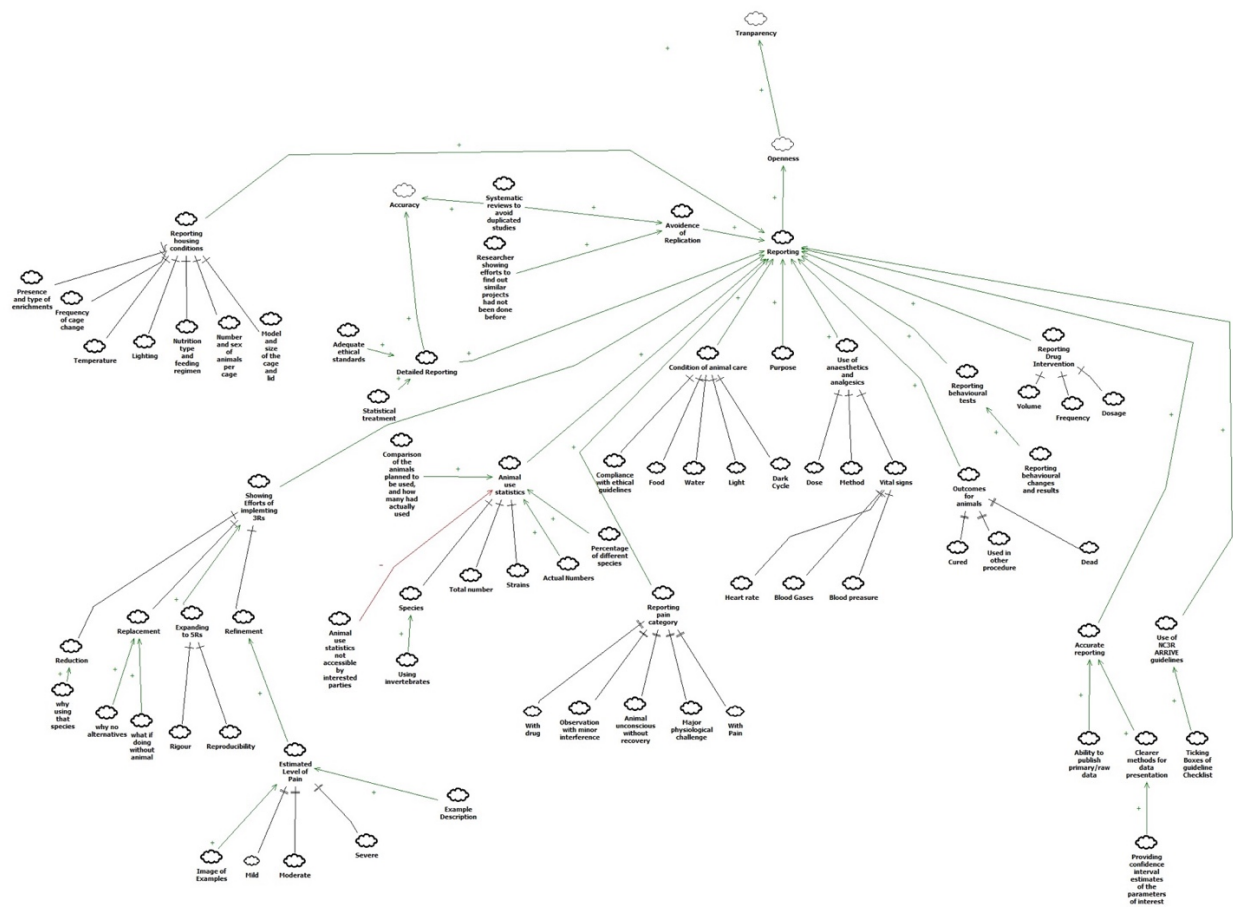 Tranparency
Openness
Accuracy
Systematic
reviews to
avoid
duplicated
studies
Avoidence
of
Replication
Reporting
Reporting
housing
conditions
Researcher
showing
efforts to
find out
similar
projects
had not
been done
before
Presence
and type of
enrichments
Frequency
of cage
change
Temperature
Lighting
Nutrition
type
and
feeding
regimen
Number
and sex
of
animals
per
cage
Model
and
size of
the cage
and
lid
Adequate
ethical
standards
Detailed Reporting
Statistical
treatment
Condition of animal care
Purpose
Use of
anaesthetics
and
analgesics
Reporting
behavioural
tests
Reporting
Drug
Intervention
Volume
Frequency
Dosage
Comparison
of the
animals
planned to
be used,
and how
many had
actually
used
Animal
use
statistics
Compliance
with ethical
guidelines
Food
Water
Light
Dark
Cycle
Dose
Method
Vital signs
Outcomes
for
animals
Reporting
behavioural
changes
and results
Showing
Efforts of
implemting
3Rs
Cured
Used in
other
procedure
Dead
Percentage
of different
species
Actual Numbers
Strains
Total number
Species
Heart rate
Blood Gases
Blood preasure
Reduction
Replacement
Expanding
to 5Rs
Refinement
Animal
use
statistics
not
accessible
by
interested
parties
Using
invertebrates
Reporting
pain
category
Accurate
reporting
Use of
NC3R
ARRIVE
guidelines
why
using
that
species
why no
alternatives
what if
doing
without
animal
Rigour
Reproducibility
With
drug
Observation
with minor
interference
Animal
unconscious
without
recovery
Major
physiological
challenge
With
Pain
Estimated
Level of
Pain
Ability to
publish
primary/raw
data
Clearer
methods for
data
presentation
Ticking
Boxes of
guideline
Checklist
Example
Description
Image of
Examples
Mild
Moderate
Severe
Providing
confidence
interval
estimates
of the
parameters
of interest